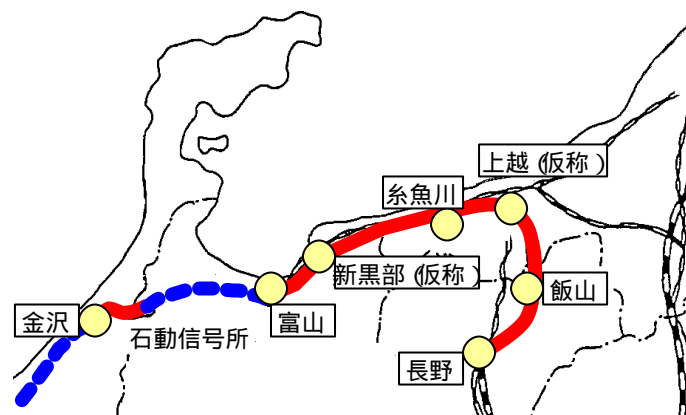 上越（仮称）
糸魚川
新黒部（仮称）
飯山
金沢
富山
石動信号所
長野